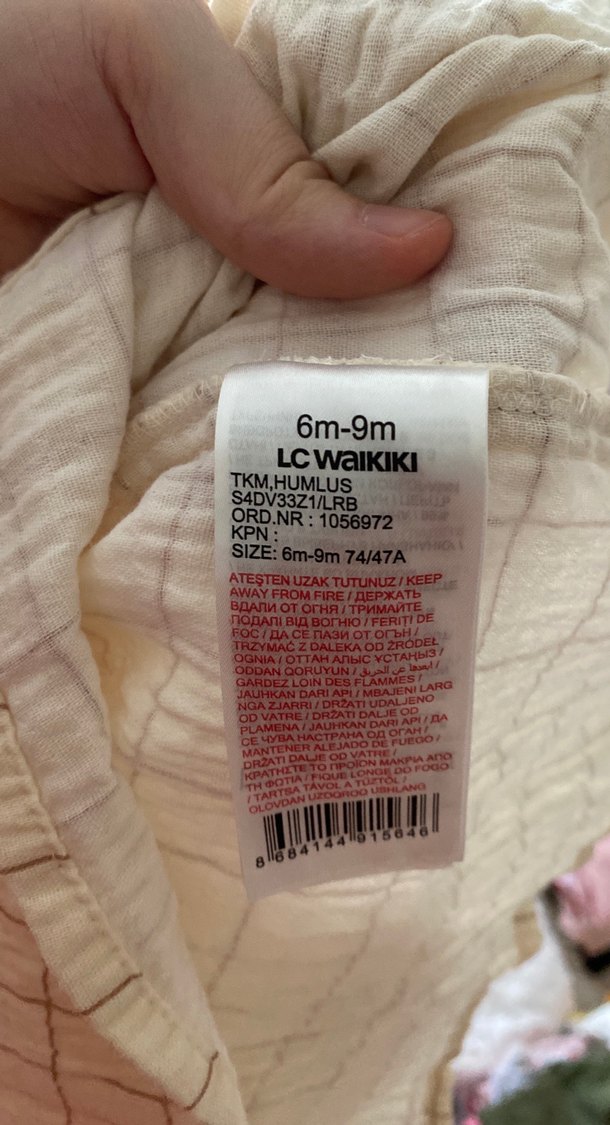 6m-9m
LC WAIKIKI
TKM,HUMLUS
S4DV33Z1/LRB
ORD.NR : 1056972
KPN :
SIZE: 6m-9m 74/47A
ATEŞTEN UZAK TUTUNUZ / KEEP
AWAY FROM FIRE / ДЕРЖАТЬ
ВДАЛИ ОТ ОГНЯ / ТРИМАЙТЕ
ПОДАЛІ ВІД ВОГНЮ / FERIȚI DE
FOC / ДА СЕ ПАЗИ ОТ ОГЪН /
TRZYMAĆ Z DALEKA OD ŹRÓDEŁ
OGNIA / ОТТАН АЛЫС ҰСТАҢЫЗ /
ODDAN QORUYUN / ابعدها عن الحريق /
GARDEZ LOIN DES FLAMMES /
JAUHKAN DARI API / MBAJENI LARG
NGA ZJARRI / DRŽATI UDALJENO
OD VATRE / DRŽATI DALJE OD
PLAMENA / JAUHKAN DARI API / ДА
СЕ ЧУВА НАСТРАНА ОД ОГАН /
MANTENER ALEJADO DE FUEGO /
DRŽATI DALJE OD VATRE /
ΚΡΑΤΗΣΤΕ ΤΟ ΠΡΟΪΟΝ ΜΑΚΡΙΑ ΑΠΟ
ΤΗ ΦΩΤΙΑ / FIQUE LONGE DO FOGO
/ TARTSA TÁVOL A TŰZTŐL /
OLOVDAN UZOQROQ USHLANG
8 684144 915646